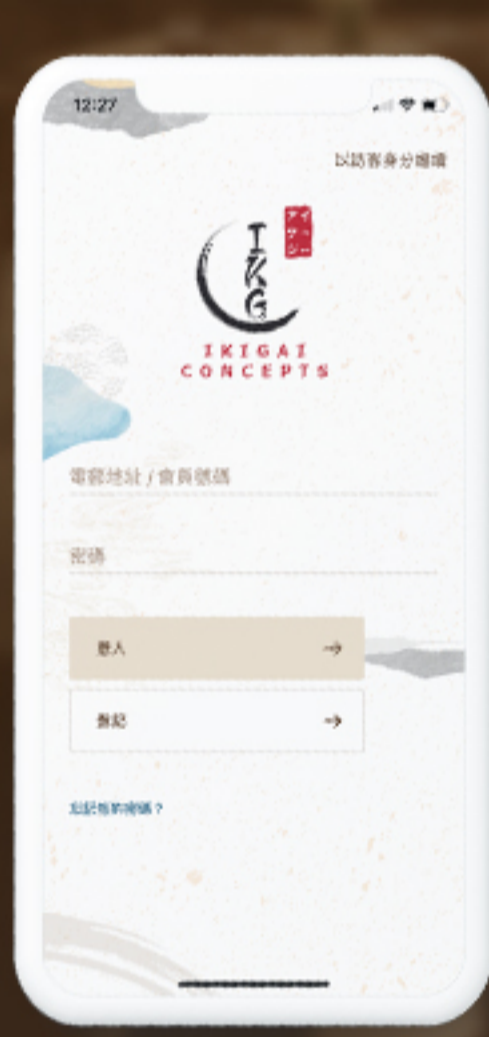 12:27
以訪客身分繼續
IKG
IKIGAI
CONCEPTS
電郵地址 / 會員號碼
密碼
登入
登記
忘記您的密碼？